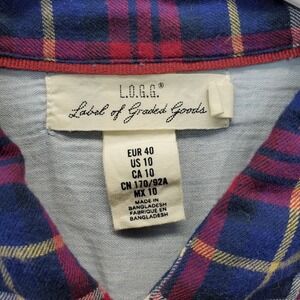 L.O.G.G.®
Label of Graded Goods
EUR 40
US 10
CA 10
CN 170/92A
MX 10
MADE IN
BANGLADESH
FABRIQUE EN
BANGLADESH